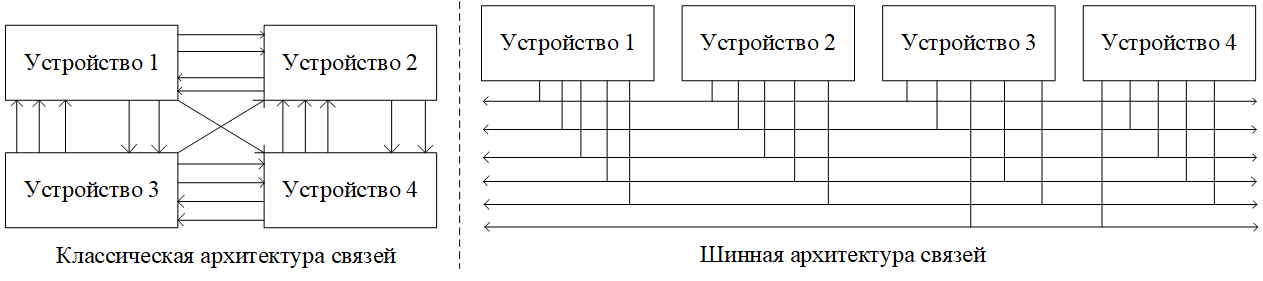 Устройство 1
Устройство 2
Устройство 3
Устройство 4
Классическая архитектура связей
Устройство 1
Устройство 2
Устройство 3
Устройство 4
Шинная архитектура связей